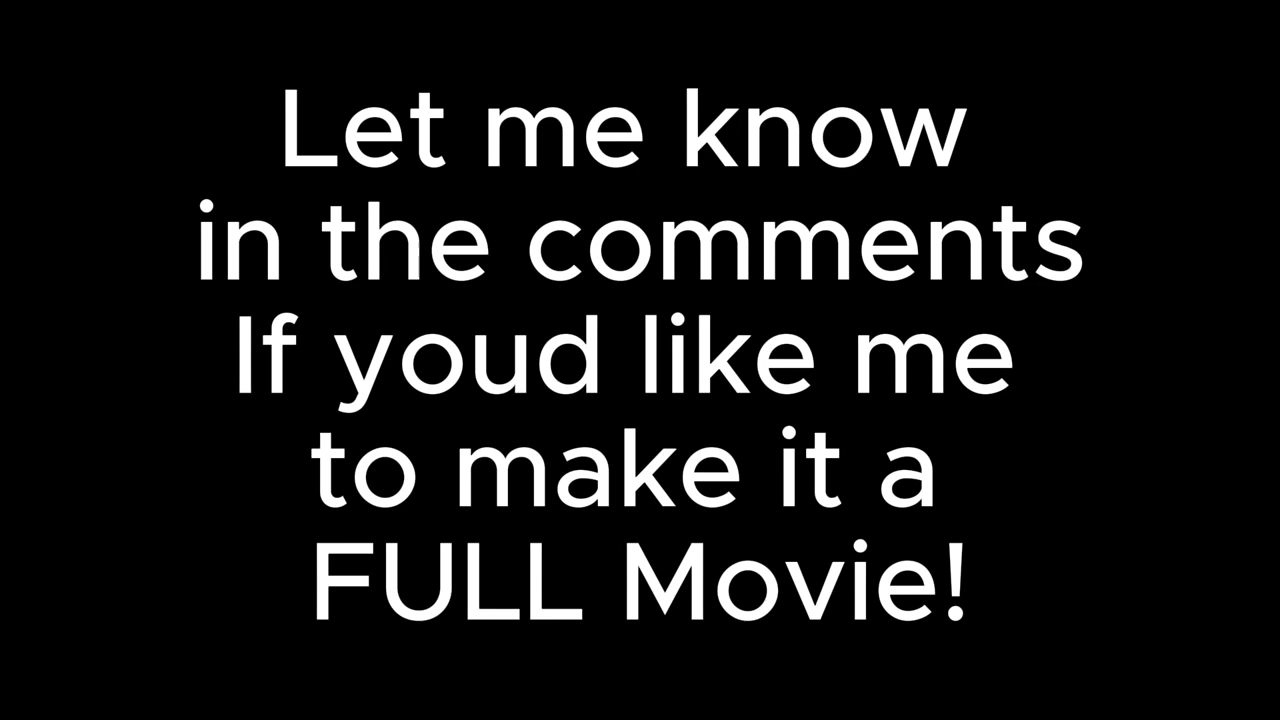 Let me know
in the comments
If youd like me
to make it a
FULL Movie!